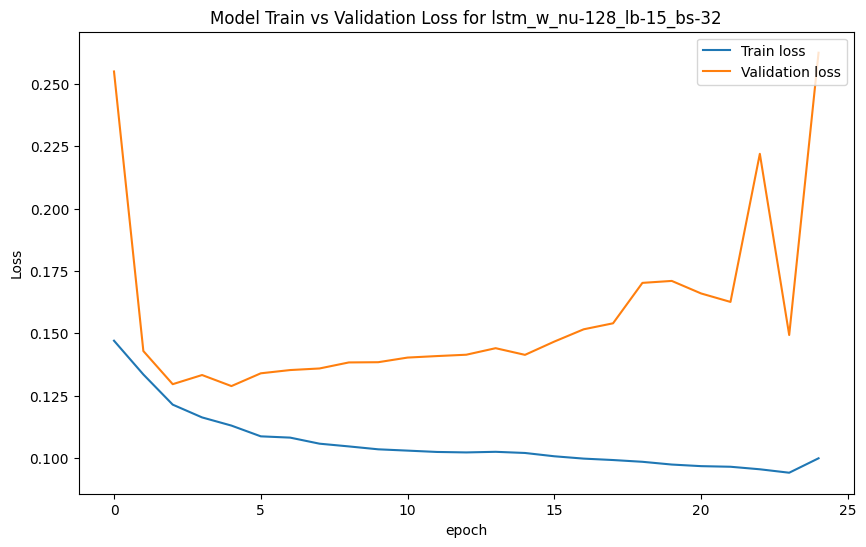 Model Train vs Validation Loss for lstm_w_nu-128_lb-15_bs-32
Train loss
Validation loss
0.250
0.225
0.200
0.175
0.150
0.125
0.100
Loss
0 5 10 15 20 25
epoch